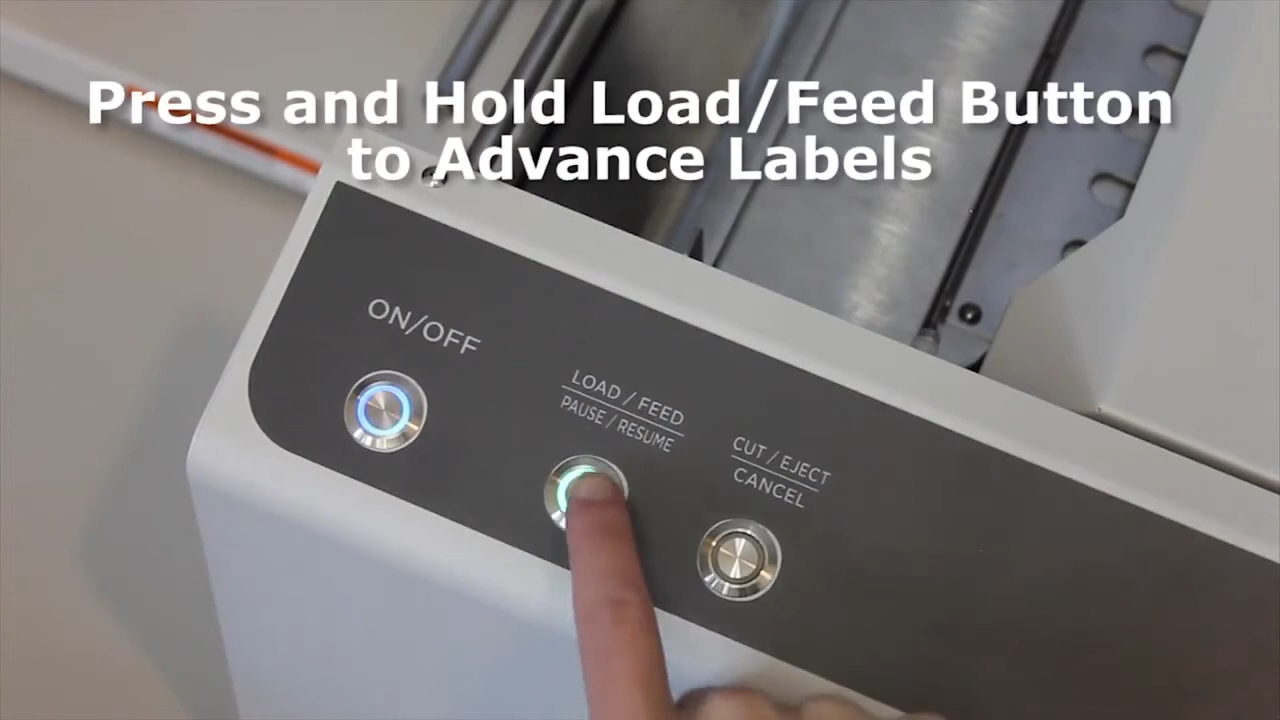 Press and Hold Load/Feed Button
to Advance Labels
ON/OFF
LOAD / FEED
PAUSE / RESUME
CUT / EJECT
CANCEL